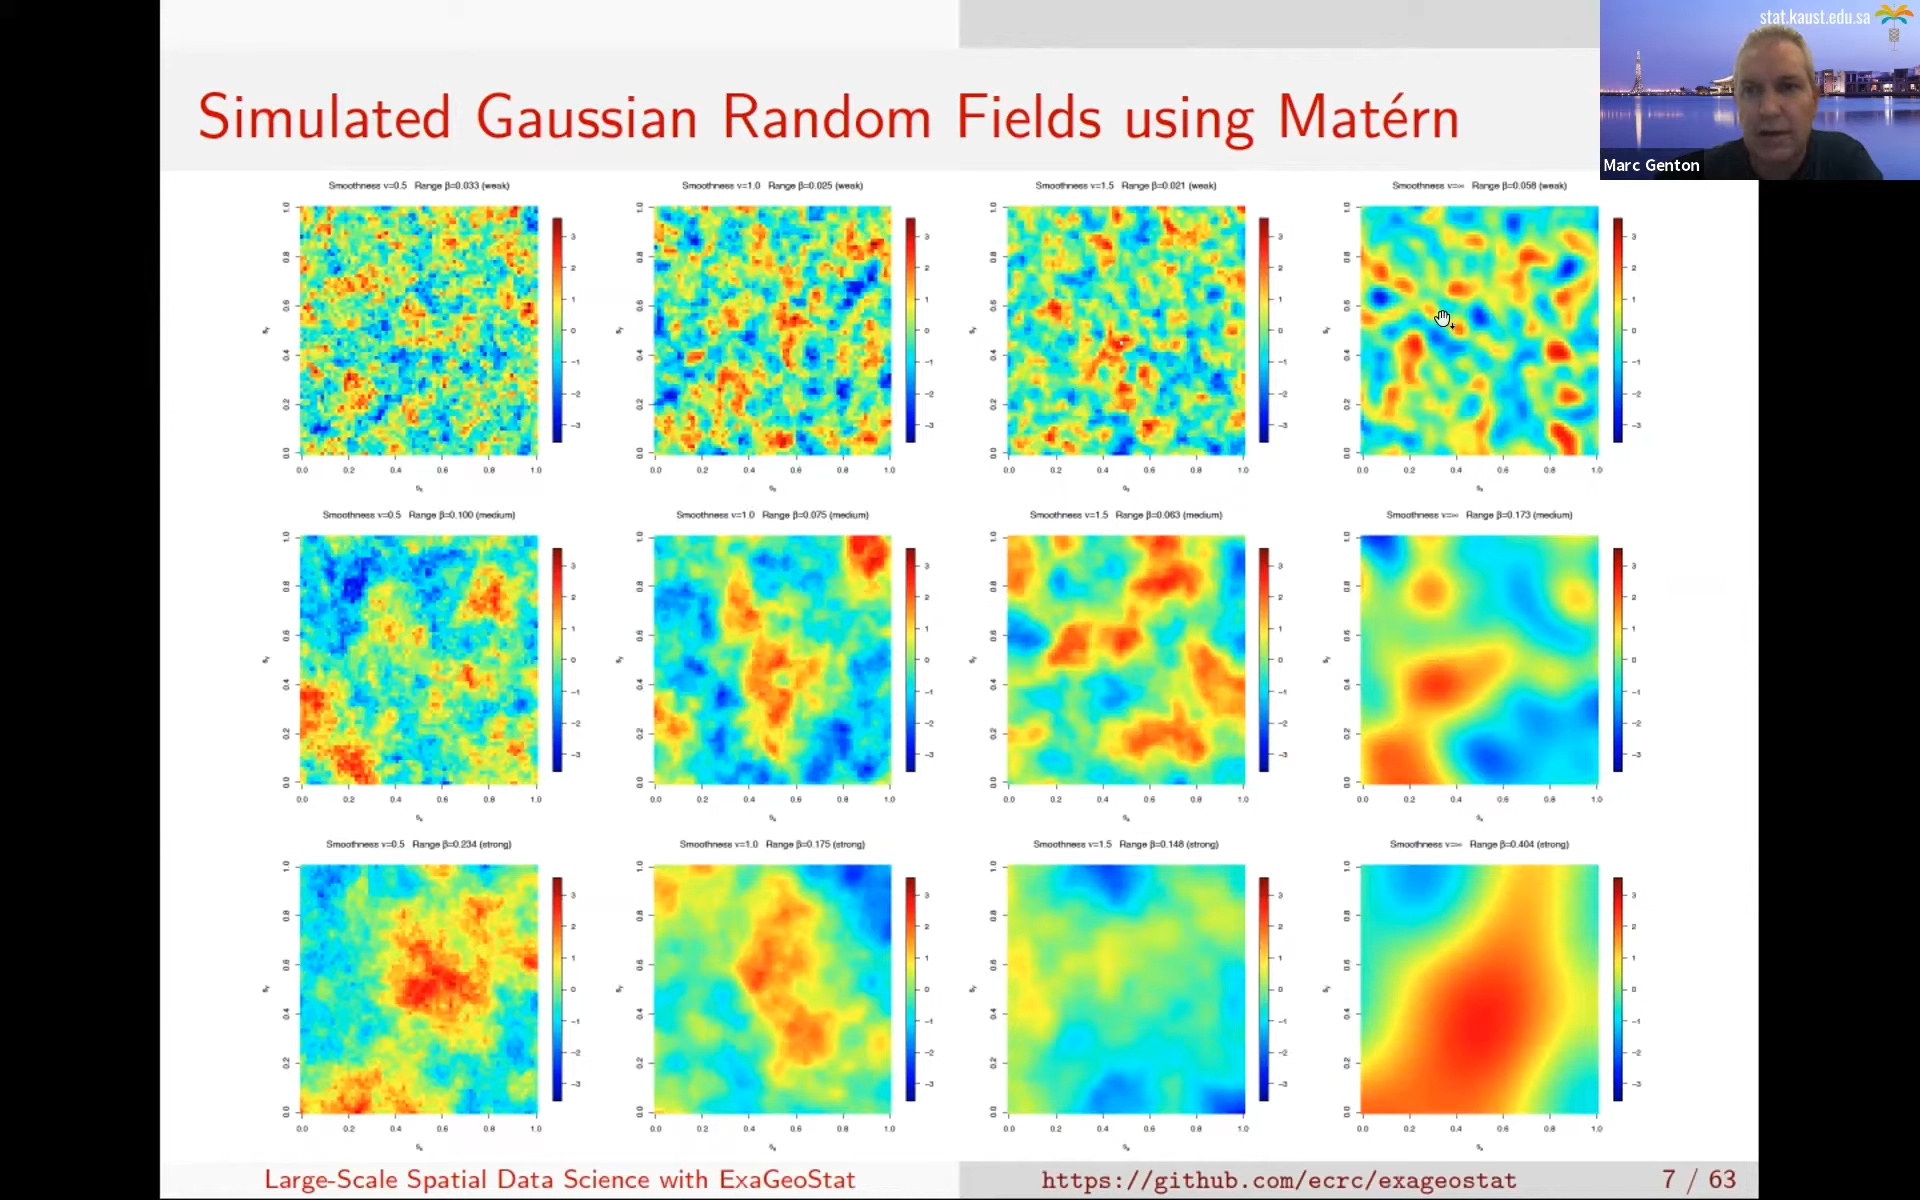 stat.kaust.edu.sa
Simulated Gaussian Random Fields using Matérn
Marc Genton
Smoothness ν=0.5 Range β=0.033 (weak)
Smoothness ν=1.0 Range β=0.025 (weak)
Smoothness ν=1.5 Range β=0.021 (weak)
Smoothness ν=∞ Range β=0.058 (weak)
Smoothness ν=0.5 Range β=0.100 (medium)
Smoothness ν=1.0 Range β=0.075 (medium)
Smoothness ν=1.5 Range β=0.063 (medium)
Smoothness ν=∞ Range β=0.173 (medium)
Smoothness ν=0.5 Range β=0.234 (strong)
Smoothness ν=1.0 Range β=0.175 (strong)
Smoothness ν=1.5 Range β=0.148 (strong)
Smoothness ν=∞ Range β=0.404 (strong)
Large-Scale Spatial Data Science with ExaGeoStat
https://github.com/ecrc/exageostat
7 / 63